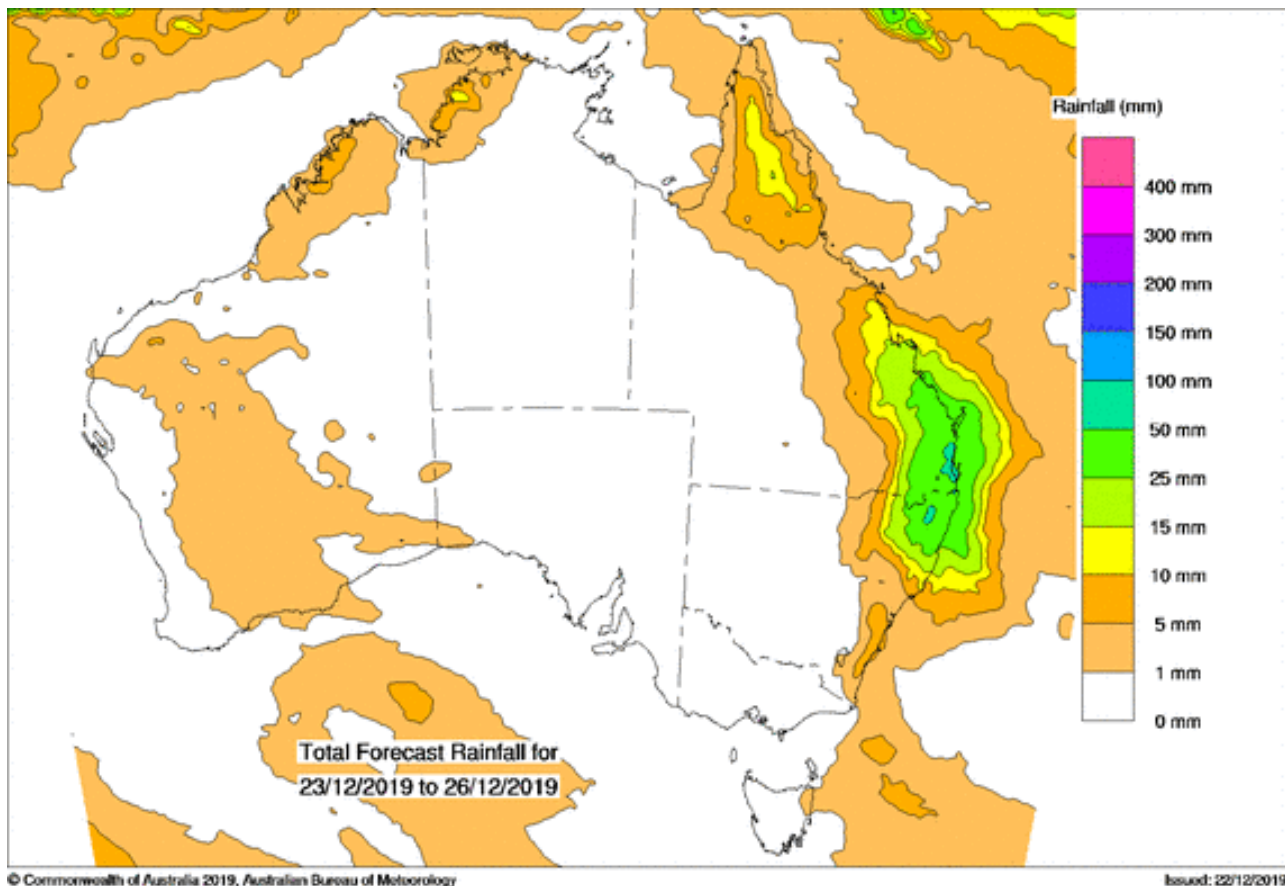 Rainfall (mm)
400 mm
300 mm
200 mm
150 mm
100 mm
50 mm
25 mm
15 mm
10 mm
5 mm
1 mm
0 mm
Total Forecast Rainfall for
23/12/2019 to 26/12/2019
© Commonwealth of Australia 2019, Australian Bureau of Meteorology
Issued: 22/12/2019